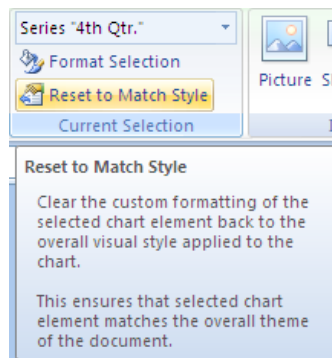 Series "4th Qtr."
Format Selection
Reset to Match Style
Current Selection
Picture
Reset to Match Style
Clear the custom formatting of the
selected chart element back to the
overall visual style applied to the
chart.
This ensures that selected chart
element matches the overall theme
of the document.